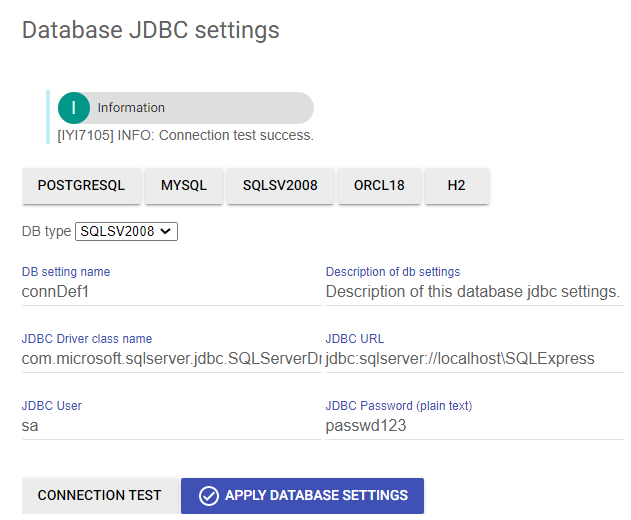 Database JDBC settings
I Information
[IYI7105] INFO: Connection test success.
POSTGRESQL MYSQL SQLSV2008 ORCL18 H2
DB type SQLSV2008
DB setting name Description of db settings
connDef1 Description of this database jdbc settings.
JDBC Driver class name JDBC URL
com.microsoft.sqlserver.jdbc.SQLServerDr jdbc:sqlserver://localhost\SQLExpress
JDBC User JDBC Password (plain text)
sa passwd123
CONNECTION TEST APPLY DATABASE SETTINGS